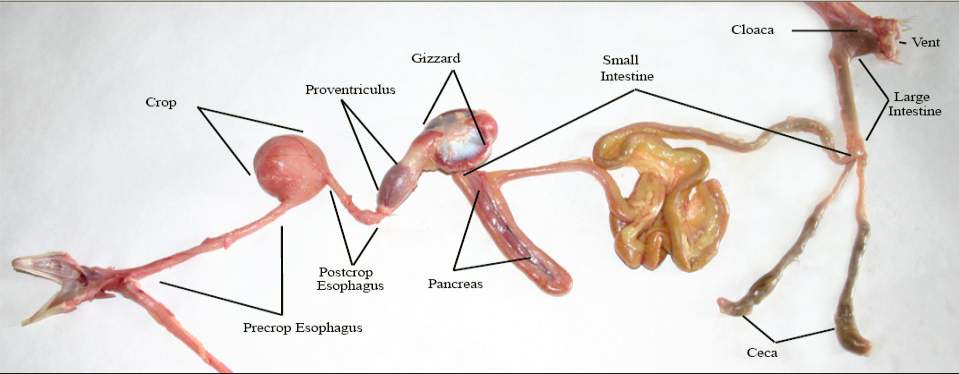 Cloaca
Vent
Gizzard
Small
Intestine
Proventriculus
Large
Intestine
Crop
Postcrop
Esophagus
Pancreas
Precrop Esophagus
Ceca